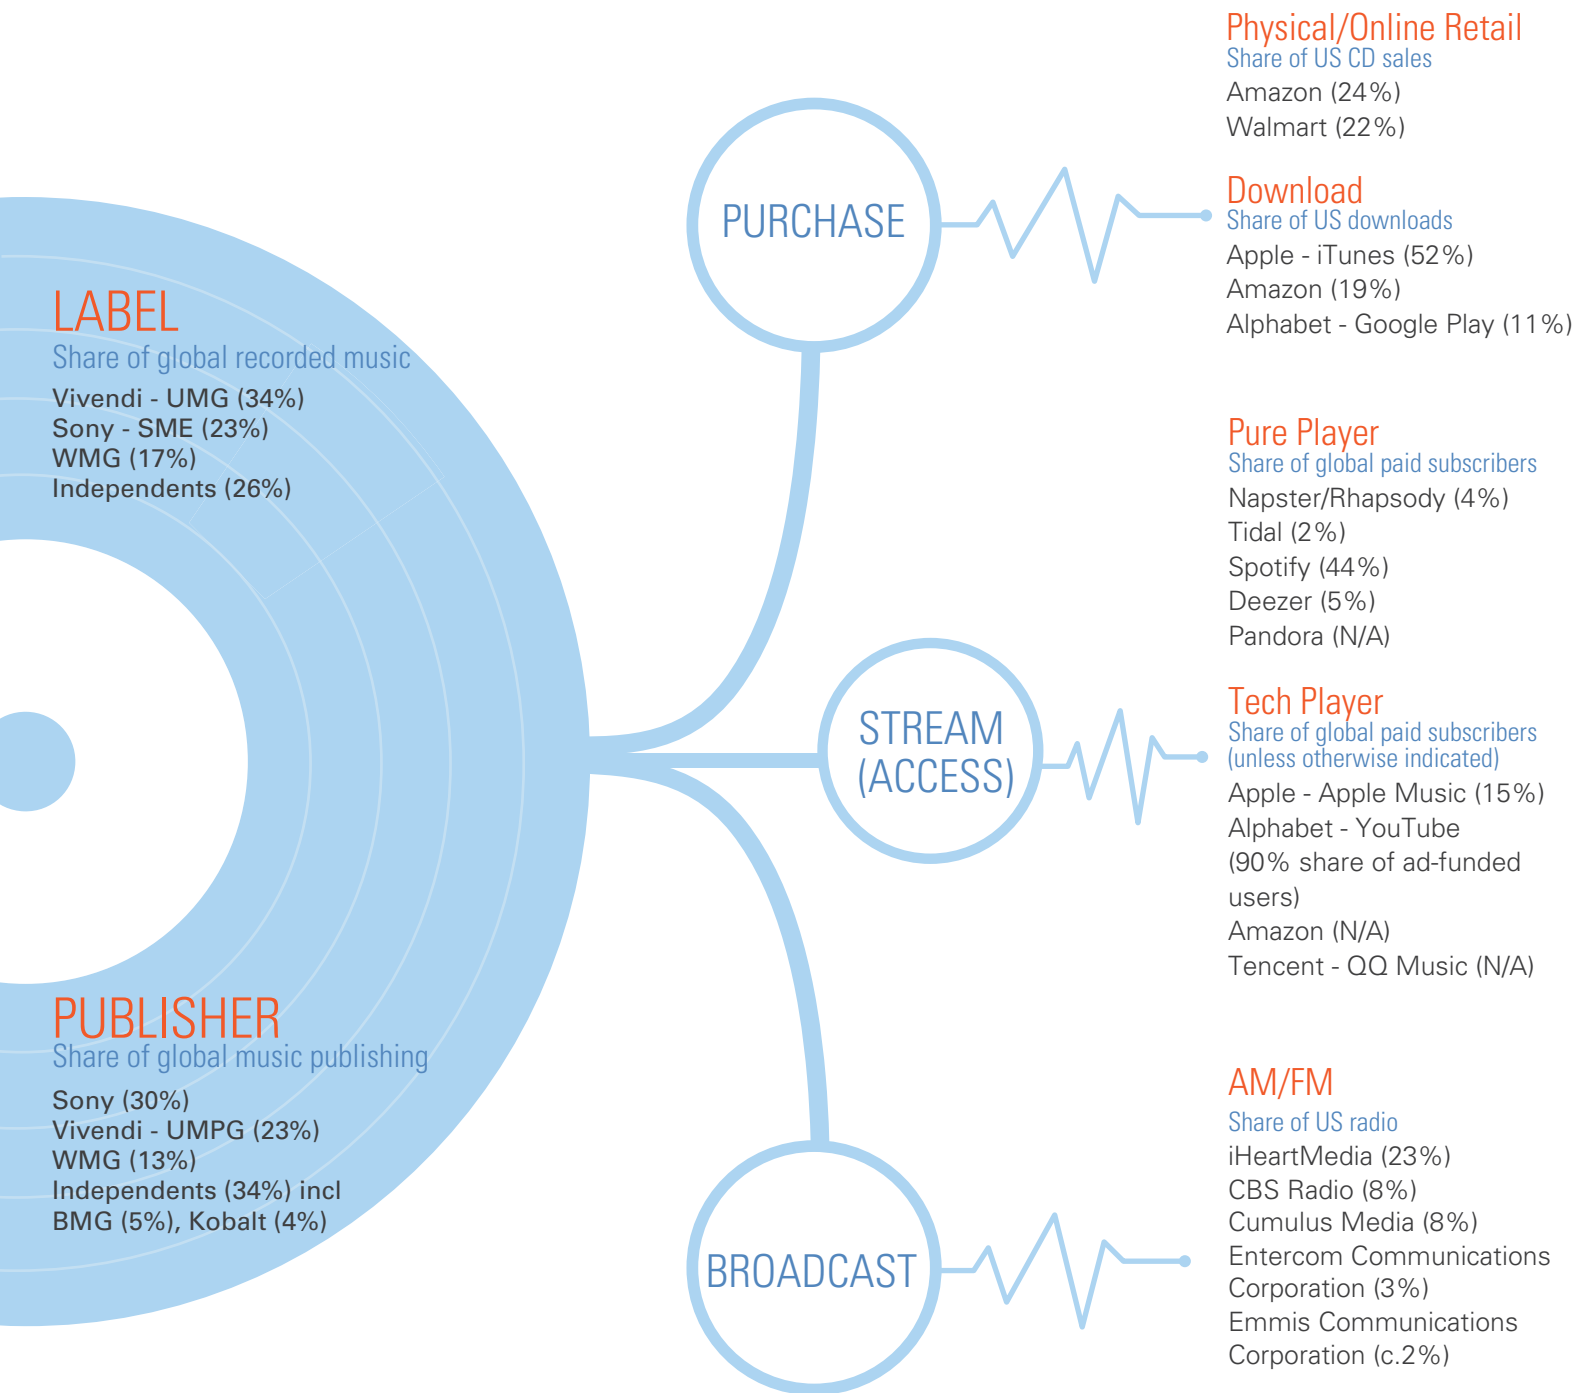 LABEL
Share of global recorded music
Vivendi - UMG (34%)
Sony - SME (23%)
WMG (17%)
Independents (26%)
PUBLISHER
Share of global music publishing
Sony (30%)
Vivendi - UMPG (23%)
WMG (13%)
Independents (34%) incl
BMG (5%), Kobalt (4%)
PURCHASE
Physical/Online Retail
Share of US CD sales
Amazon (24%)
Walmart (22%)
Download
Share of US downloads
Apple - iTunes (52%)
Amazon (19%)
Alphabet - Google Play (11%)
STREAM
(ACCESS)
Pure Player
Share of global paid subscribers
Napster/Rhapsody (4%)
Tidal (2%)
Spotify (44%)
Deezer (5%)
Pandora (N/A)
Tech Player
Share of global paid subscribers
(unless otherwise indicated)
Apple - Apple Music (15%)
Alphabet - YouTube
(90% share of ad-funded
users)
Amazon (N/A)
Tencent - QQ Music (N/A)
BROADCAST
AM/FM
Share of US radio
iHeartMedia (23%)
CBS Radio (8%)
Cumulus Media (8%)
Entercom Communications
Corporation (3%)
Emmis Communications
Corporation (c.2%)